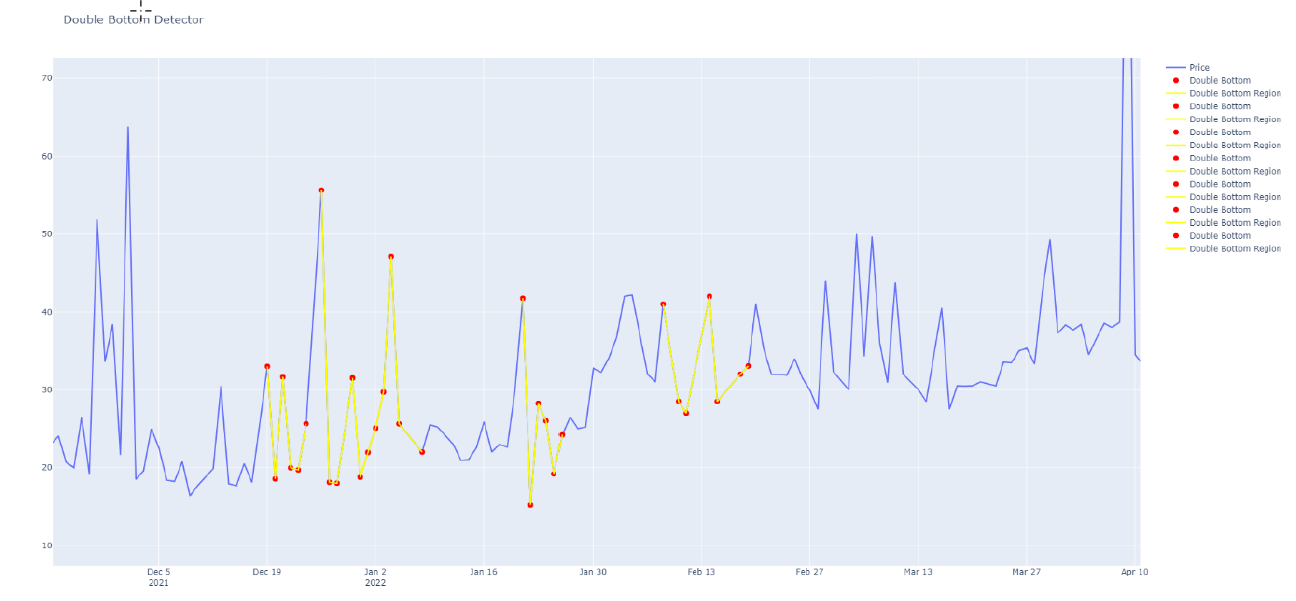 Double Bottom Detector
70
60
50
40
30
20
10
Dec 5
2021
Dec 19
Jan 2
2022
Jan 16
Jan 30
Feb 13
Feb 27
Mar 13
Mar 27
Apr 10
Price
Double Bottom
Double Bottom Region
Double Bottom
Double Bottom Region
Double Bottom
Double Bottom Region
Double Bottom
Double Bottom Region
Double Bottom
Double Bottom Region
Double Bottom
Double Bottom Region
Double Bottom
Double Bottom Region